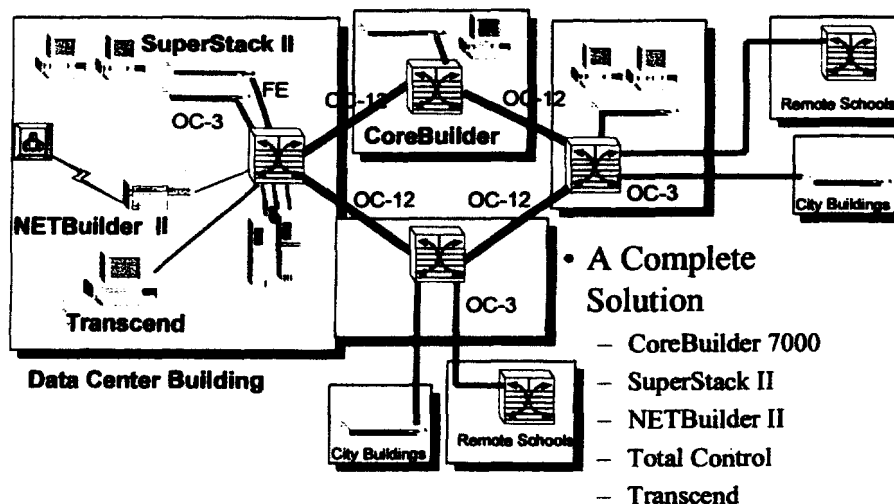 SuperStack II
FE
OC-3
OC-12
CoreBuilder
OC-12
Remote Schools
OC-3
City Buildings
NETBuilder II
OC-12
OC-12
Transcend
Data Center Building
OC-3
City Buildings
Remote Schools
• A Complete
Solution
– CoreBuilder 7000
– SuperStack II
– NETBuilder II
– Total Control
– Transcend